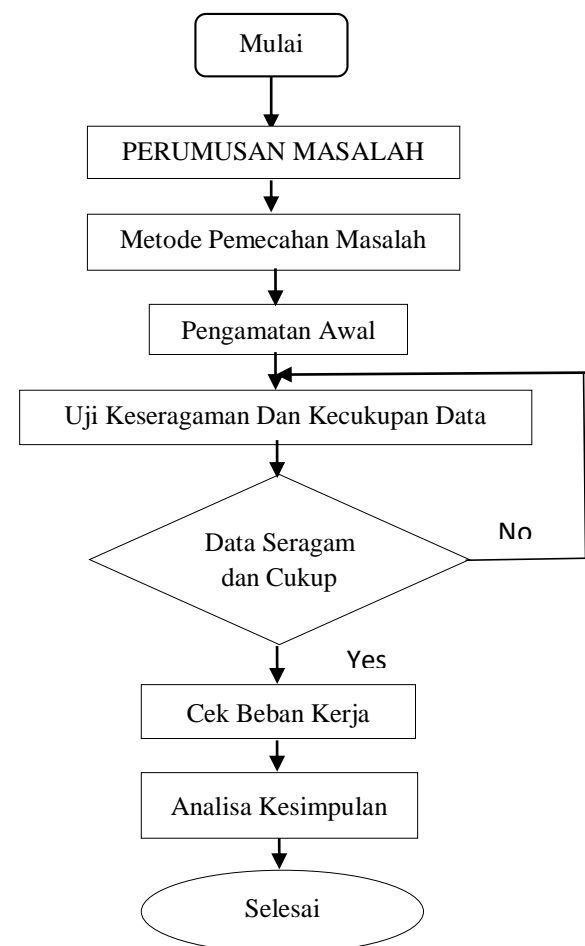 Mulai
PERUMUSAN MASALAH
Metode Pemecahan Masalah
Pengamatan Awal
Uji Keseragaman Dan Kecukupan Data
Data Seragam
dan Cukup
No
Yes
Cek Beban Kerja
Analisa Kesimpulan
Selesai